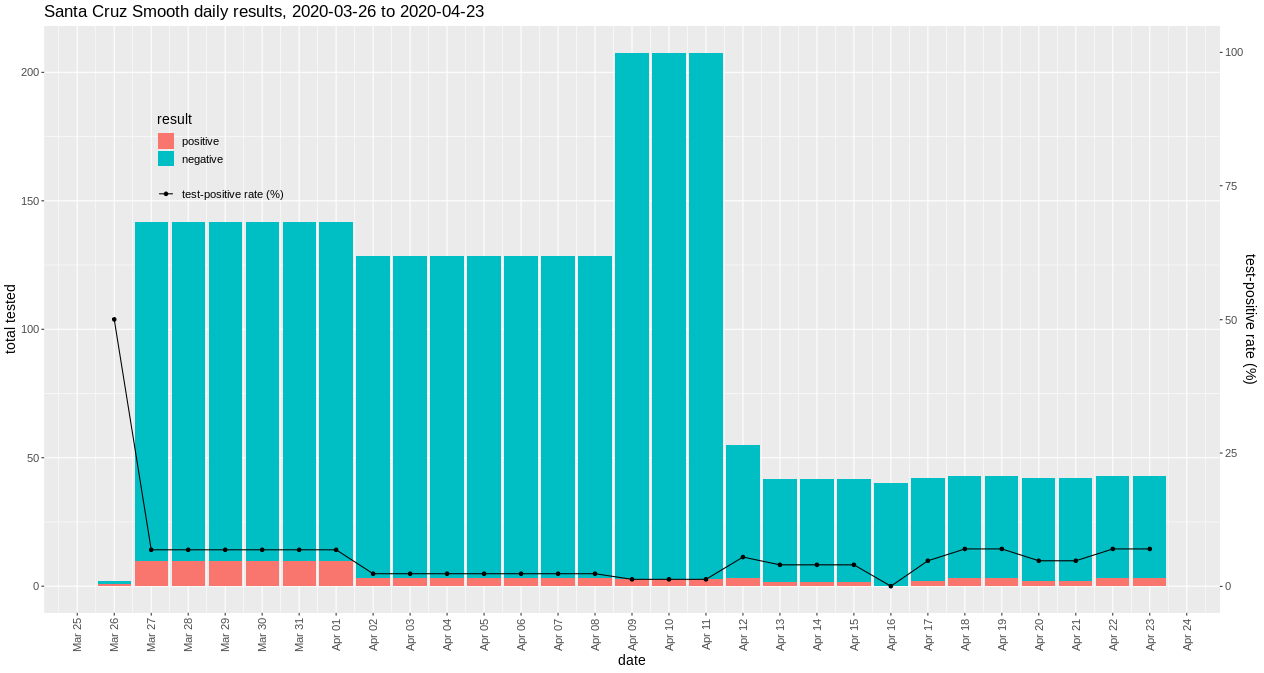 Santa Cruz Smooth daily results, 2020-03-26 to 2020-04-23
total tested
200
150
100
50
0
result
positive
negative
test-positive rate (%)
100
75
50
25
0
test-positive rate (%)
Mar 25
Mar 26
Mar 27
Mar 28
Mar 29
Mar 30
Mar 31
Apr 01
Apr 02
Apr 03
Apr 04
Apr 05
Apr 06
Apr 07
Apr 08
Apr 09
Apr 10
Apr 11
Apr 12
Apr 13
Apr 14
Apr 15
Apr 16
Apr 17
Apr 18
Apr 19
Apr 20
Apr 21
Apr 22
Apr 23
Apr 24
date